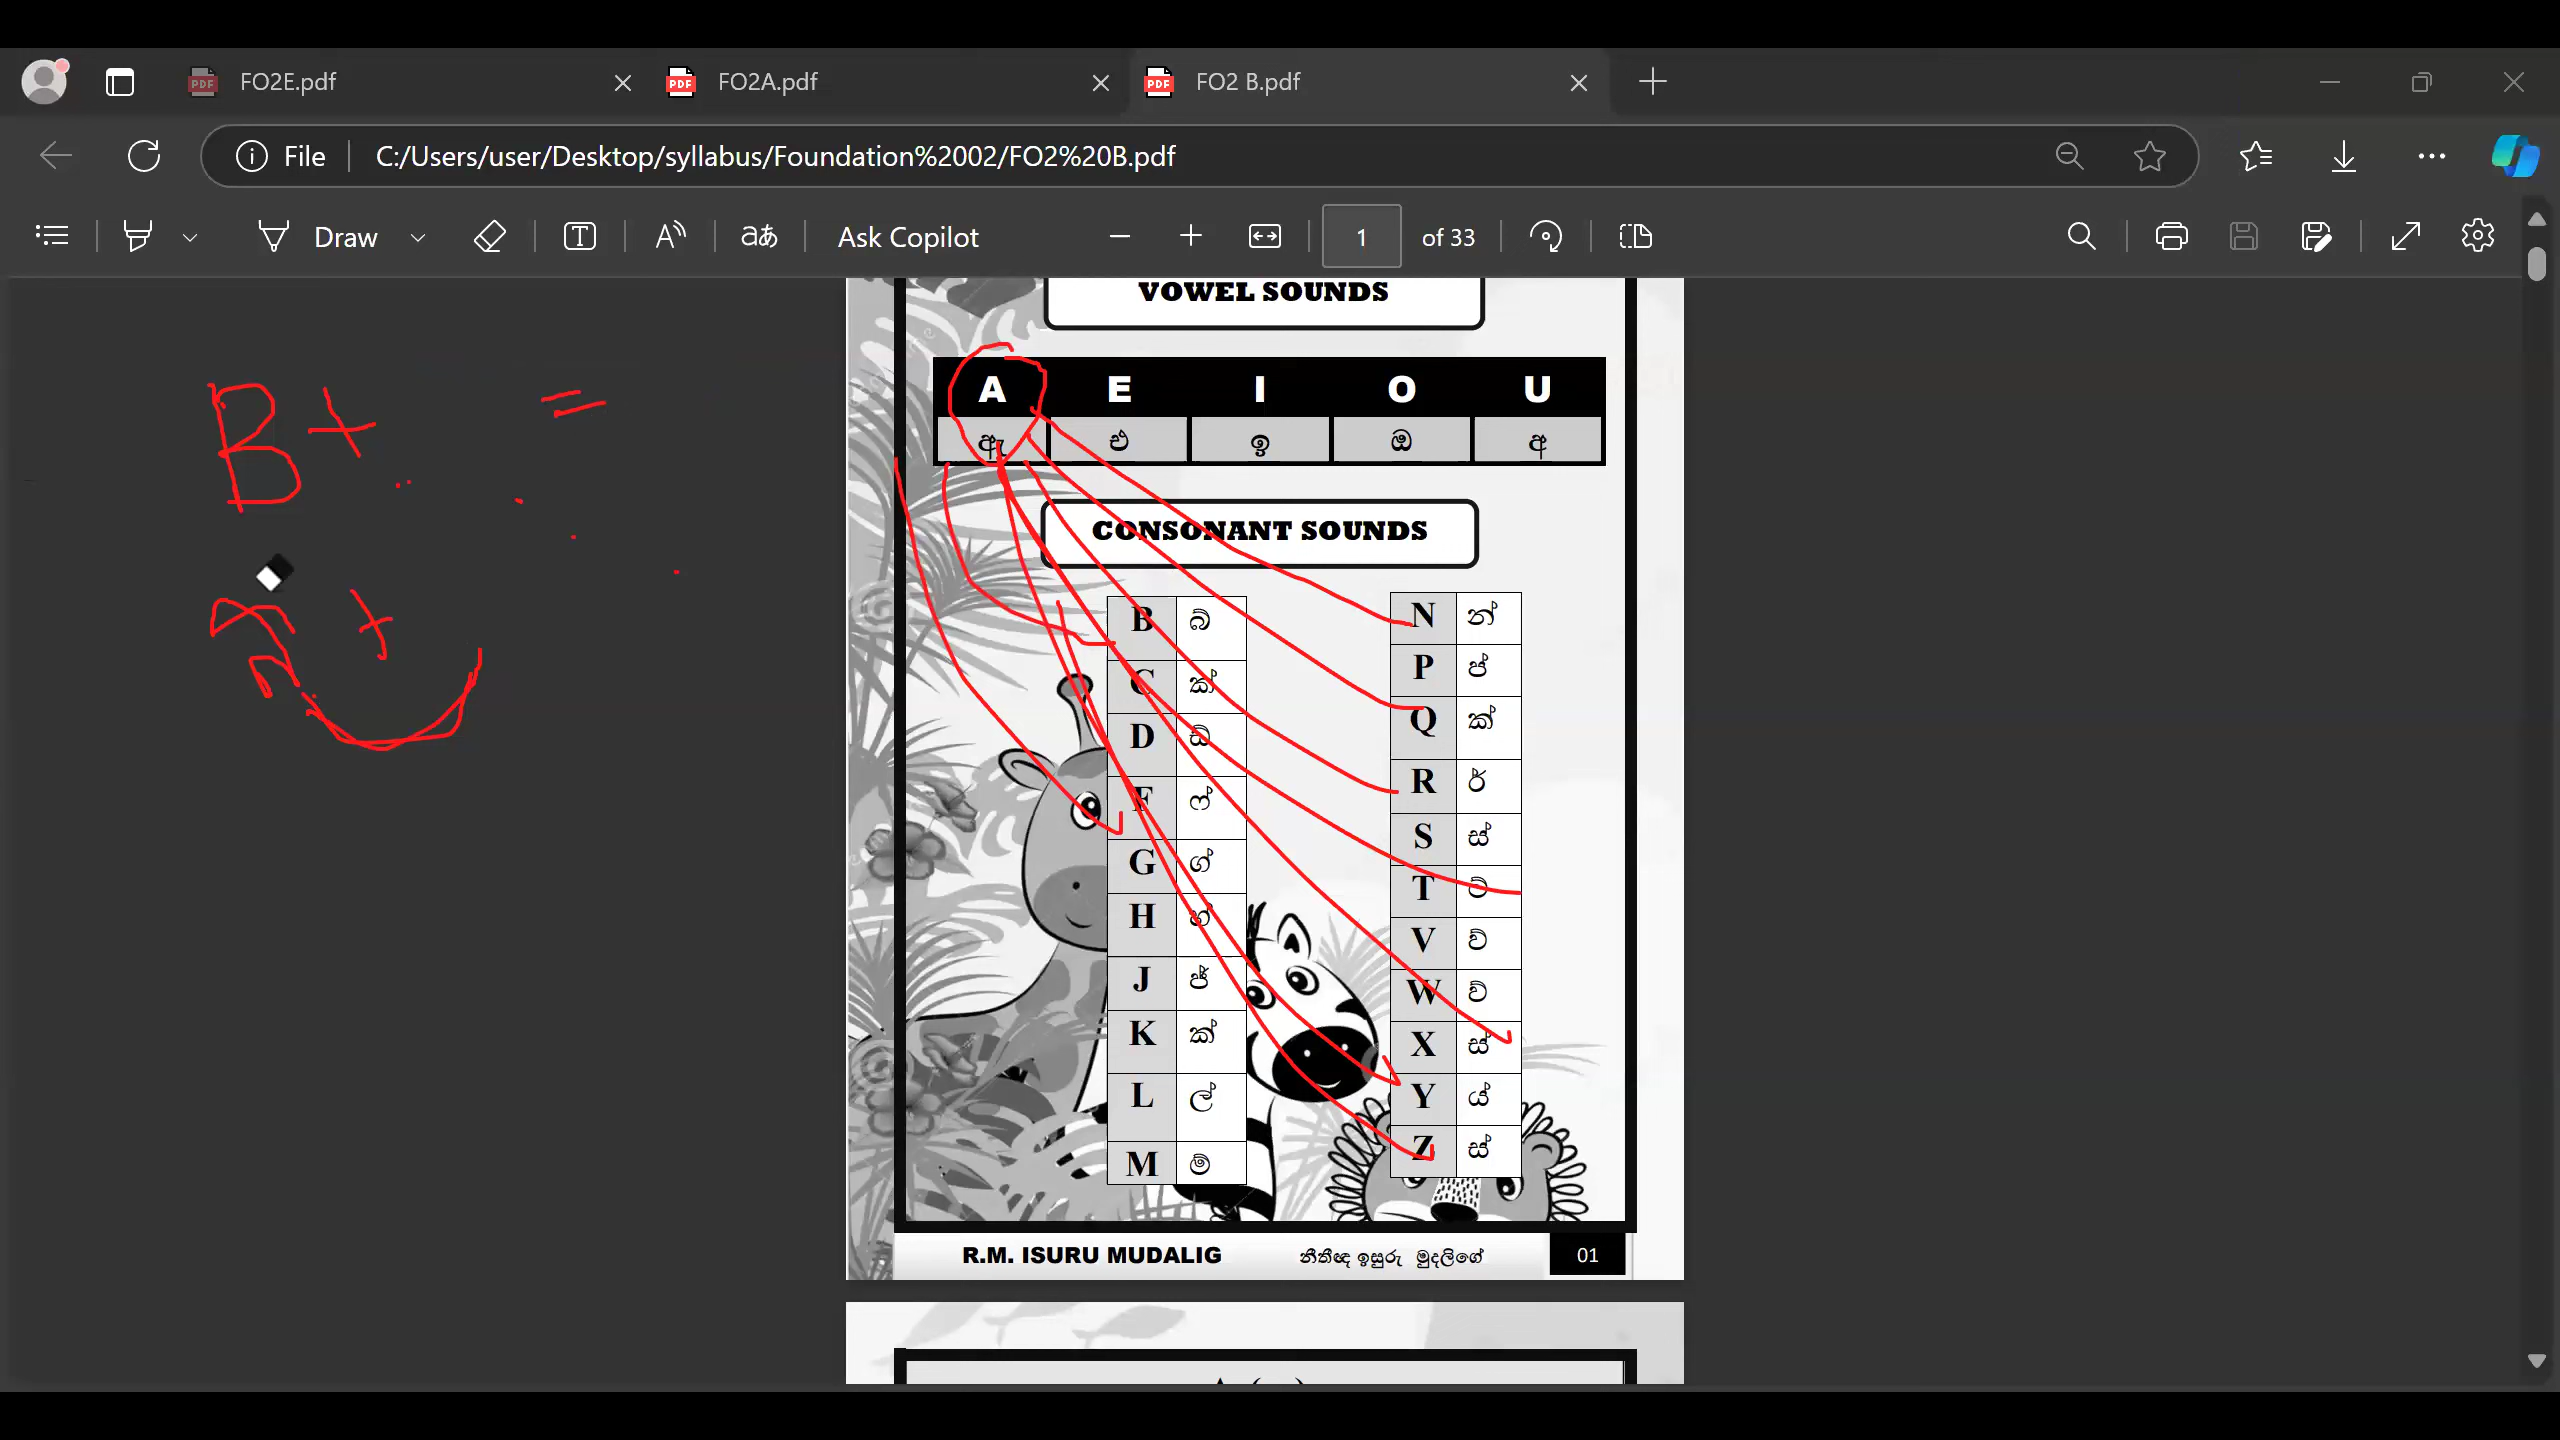 FO2E.pdf FO2A.pdf FO2 B.pdf
File C:/Users/user/Desktop/syllabus/Foundation%2002/FO2%20B.pdf
Draw Ask Copilot 1 of 33
VOWEL SOUNDS
A E I O U
ඇ එ ඉ ඔ අ
B+ =
CONSONANT SOUNDS
B බ් N න්
C ක් P ප්
D ඩ් Q ක්
F ෆ් R ර්
G ග් S ස්
H හ් T ට්
J ජ් V ව්
K ක් W ව්
L ල් X ස්
M ම් Y ය්
Z ස්
+
R.M. ISURU MUDALIG නීතීඥ ඉසුරු මුදලිගේ 01